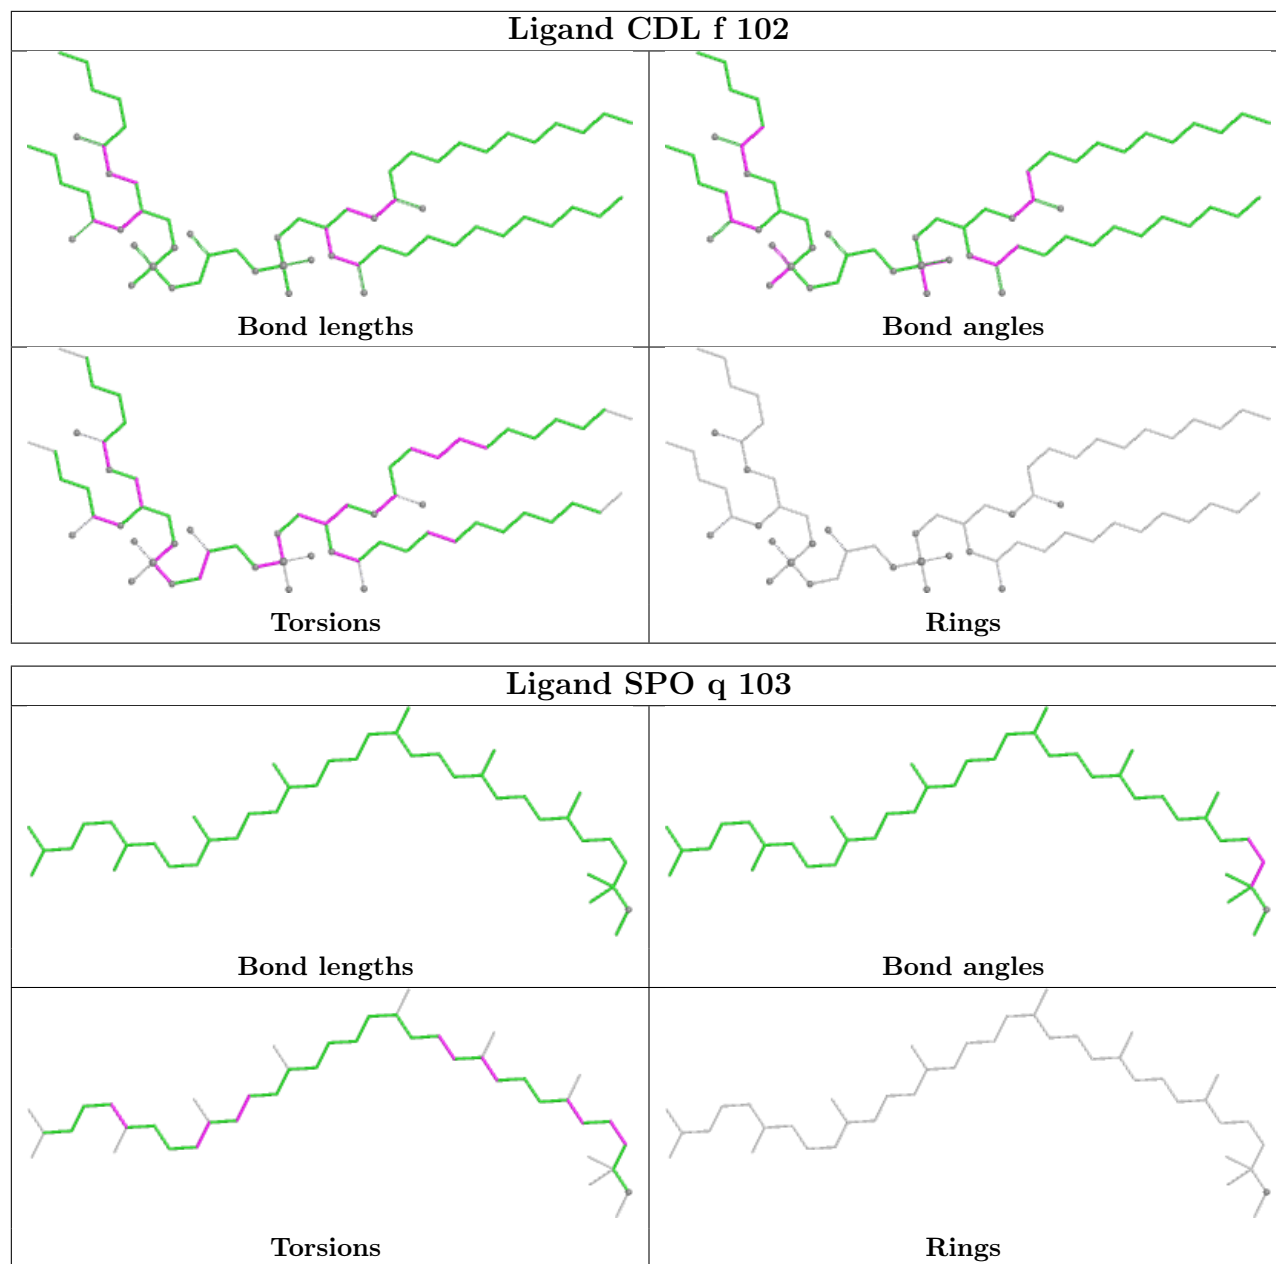 Ligand CDL f 102
Bond lengths
Bond angles
Torsions
Rings
Ligand SPO q 103
Bond lengths
Bond angles
Torsions
Rings